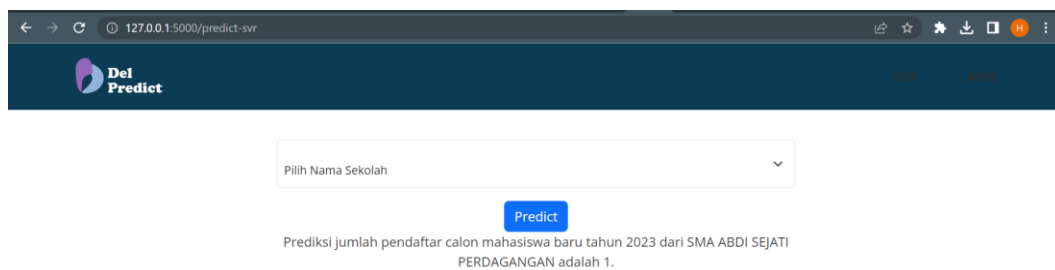 127.0.0.1:5000/predict-svr
H
Del
Predict
Pilih Nama Sekolah
Predict
Prediksi jumlah pendaftar calon mahasiswa baru tahun 2023 dari SMA ABDI SEJATI
PERDAGANGAN adalah 1.